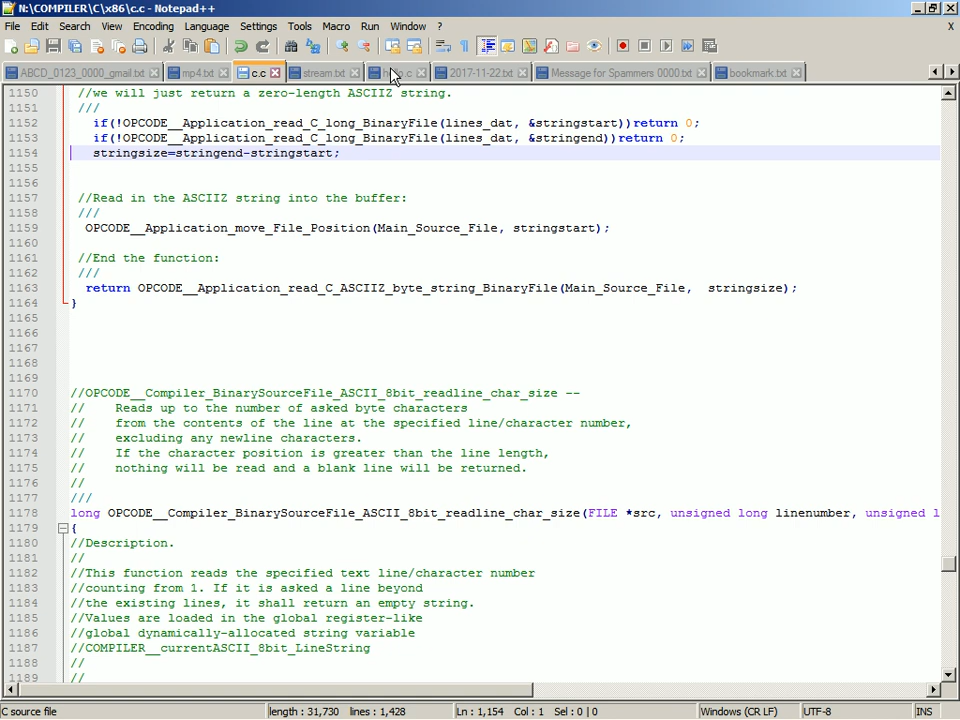 N:\COMPILER\C\x86\c.c - Notepad++
File Edit Search View Encoding Language Settings Tools Macro Run Window ? X
ABCD_0123_0000_gmail.txt mp4.txt c.c stream.txt 2017-11-22.txt Message for Spammers 0000.txt bookmark.txt
1150 //we will just return a zero-length ASCIIZ string.
1151 ///
1152 if(!OPCODE__Application_read_C_long_BinaryFile(lines_dat, &stringstart))return 0;
1153 if(!OPCODE__Application_read_C_long_BinaryFile(lines_dat, &stringend))return 0;
1154 stringsize=stringend-stringstart;
1155
1156
1157 //Read in the ASCIIZ string into the buffer:
1158 ///
1159 OPCODE__Application_move_File_Position(Main_Source_File, stringstart);
1160
1161 //End the function:
1162 ///
1163 return OPCODE__Application_read_C_ASCIIZ_byte_string_BinaryFile(Main_Source_File,  stringsize);
1164 }
1165
1166
1167
1168
1169
1170 //OPCODE__Compiler_BinarySourceFile_ASCII_8bit_readline_char_size --
1171 // Reads up to the number of asked byte characters
1172 // from the contents of the line at the specified line/character number,
1173 // excluding any newline characters.
1174 // If the character position is greater than the line length,
1175 // nothing will be read and a blank line will be returned.
1176 //
1177 ///
1178 long OPCODE__Compiler_BinarySourceFile_ASCII_8bit_readline_char_size(FILE *src, unsigned long linenumber, unsigned l
1179 {
1180 //Description.
1181 //
1182 //This function reads the specified text line/character number
1183 //counting from 1. If it is asked a line beyond
1184 //the existing lines, it shall return an empty string.
1185 //Values are loaded in the global register-like
1186 //global dynamically-allocated string variable
1187 //COMPILER__currentASCII_8bit_LineString
1188 //
1189 //
C source file length : 31,730 lines : 1,428 Ln : 1,154 Col : 1 Sel : 0 | 0 Windows (CR LF) UTF-8 INS